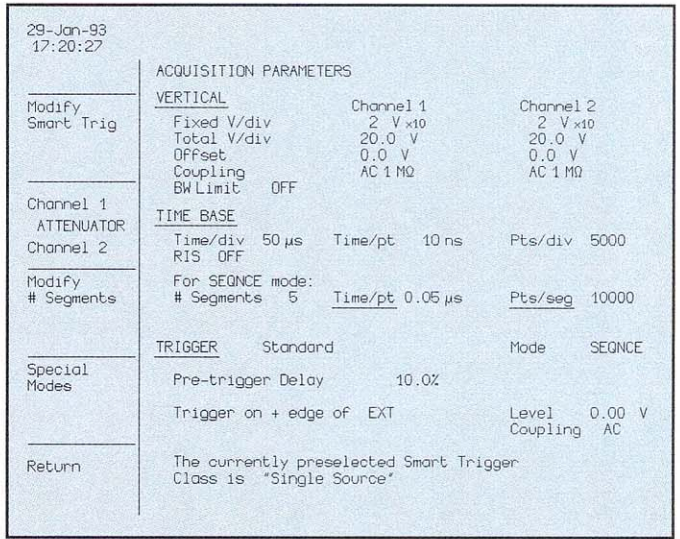 29-Jan-93
17:20:27
ACQUISITION PARAMETERS
VERTICAL Channel 1 Channel 2
Fixed V/div 2 V x10 2 V x10
Total V/div 20.0 V 20.0 V
Offset 0.0 V 0.0 V
Coupling AC 1 MΩ AC 1 MΩ
BW Limit OFF
TIME BASE
Time/div 50 µs Time/pt 10 ns Pts/div 5000
RIS OFF
For SEQNCE mode:
# Segments 5 Time/pt 0.05 µs Pts/seg 10000
TRIGGER Standard Mode SEQNCE
Pre-trigger Delay 10.0%
Trigger on + edge of EXT Level 0.00 V
Coupling AC
The currently preselected Smart Trigger
Class is "Single Source"
Modify
Smart Trig
Channel 1
ATTENUATOR
Channel 2
Modify
# Segments
Special
Modes
Return